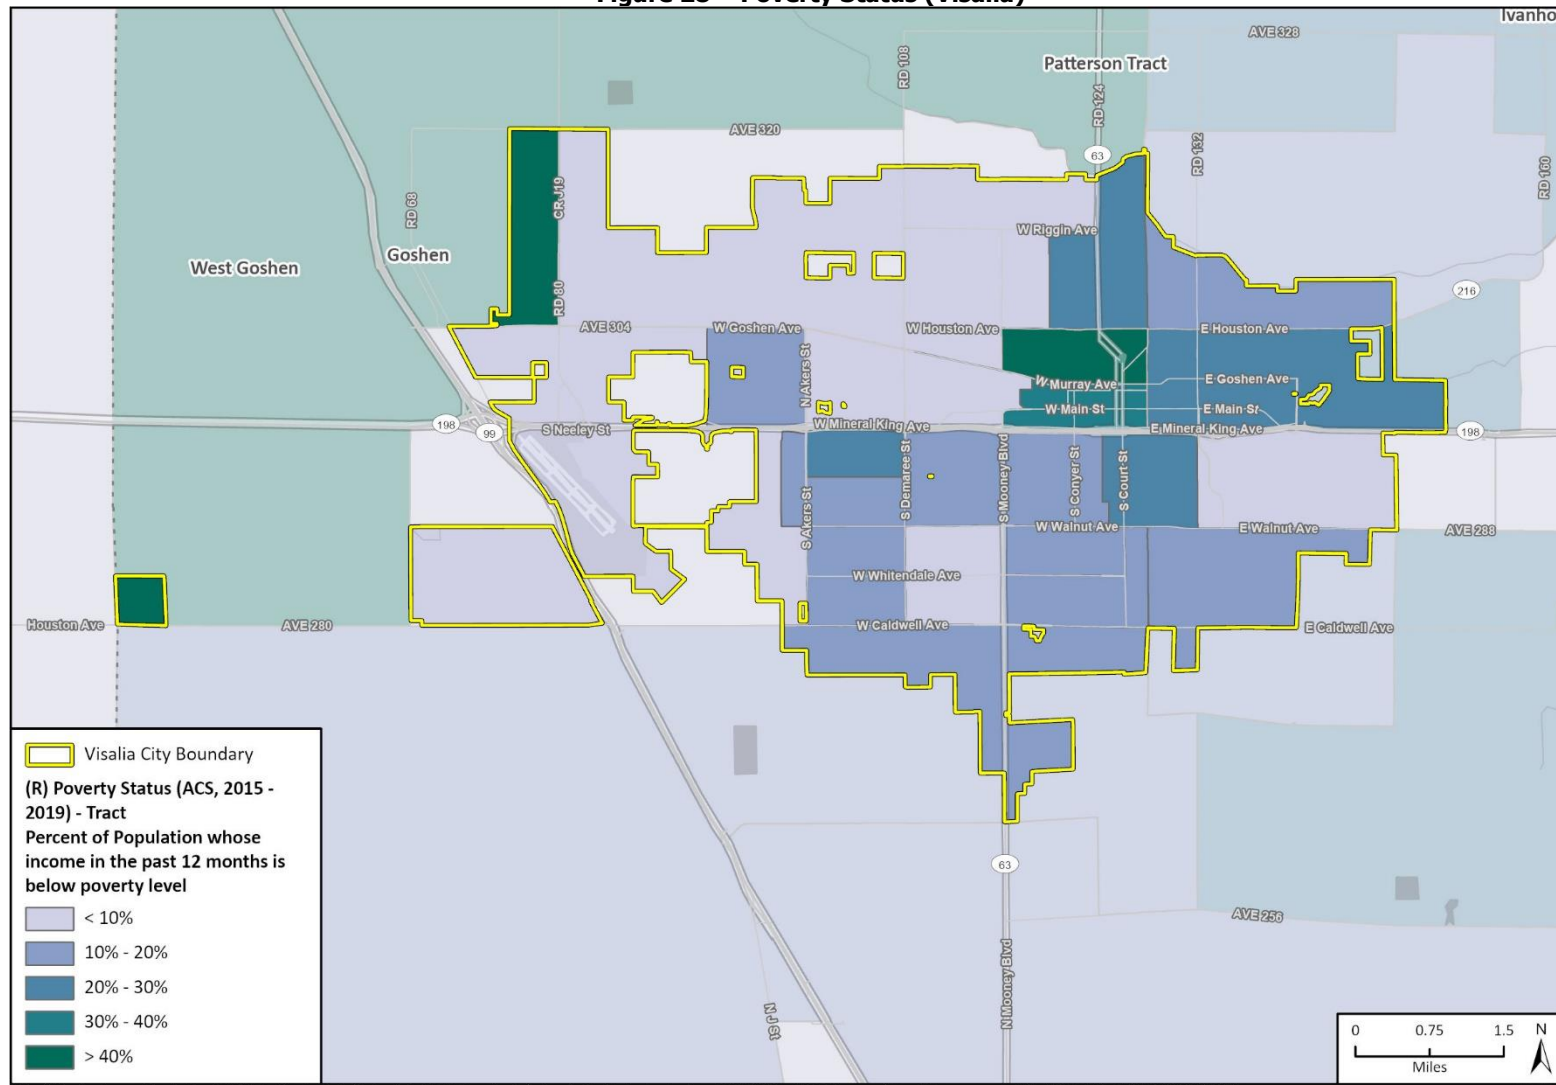 Figure 28 – Poverty Status (Visalia)
Ivanho
AVE 328
Patterson Tract
RD 108
RD 124
AVE 320
63
RD 132
RD 160
CR J19
RD 68
W Riggin Ave
Goshen
West Goshen
216
RD 80
AVE 304
W Goshen Ave
W Houston Ave
E Houston Ave
N Akers St
W Murray Ave
E Goshen Ave
W Main St
E Main St
198
99
S Neeley St
W Mineral King Ave
E Mineral King Ave
198
S Akers St
S Demaree St
S Mooney Blvd
S Conyer St
S Court St
W Walnut Ave
E Walnut Ave
AVE 288
W Whitendale Ave
Houston Ave
AVE 280
W Caldwell Ave
E Caldwell Ave
63
AVE 256
N Mooney Blvd
N J St
Visalia City Boundary
(R) Poverty Status (ACS, 2015 -
2019) - Tract
Percent of Population whose
income in the past 12 months is
below poverty level
< 10%
10% - 20%
20% - 30%
30% - 40%
> 40%
0 0.75 1.5
Miles
N